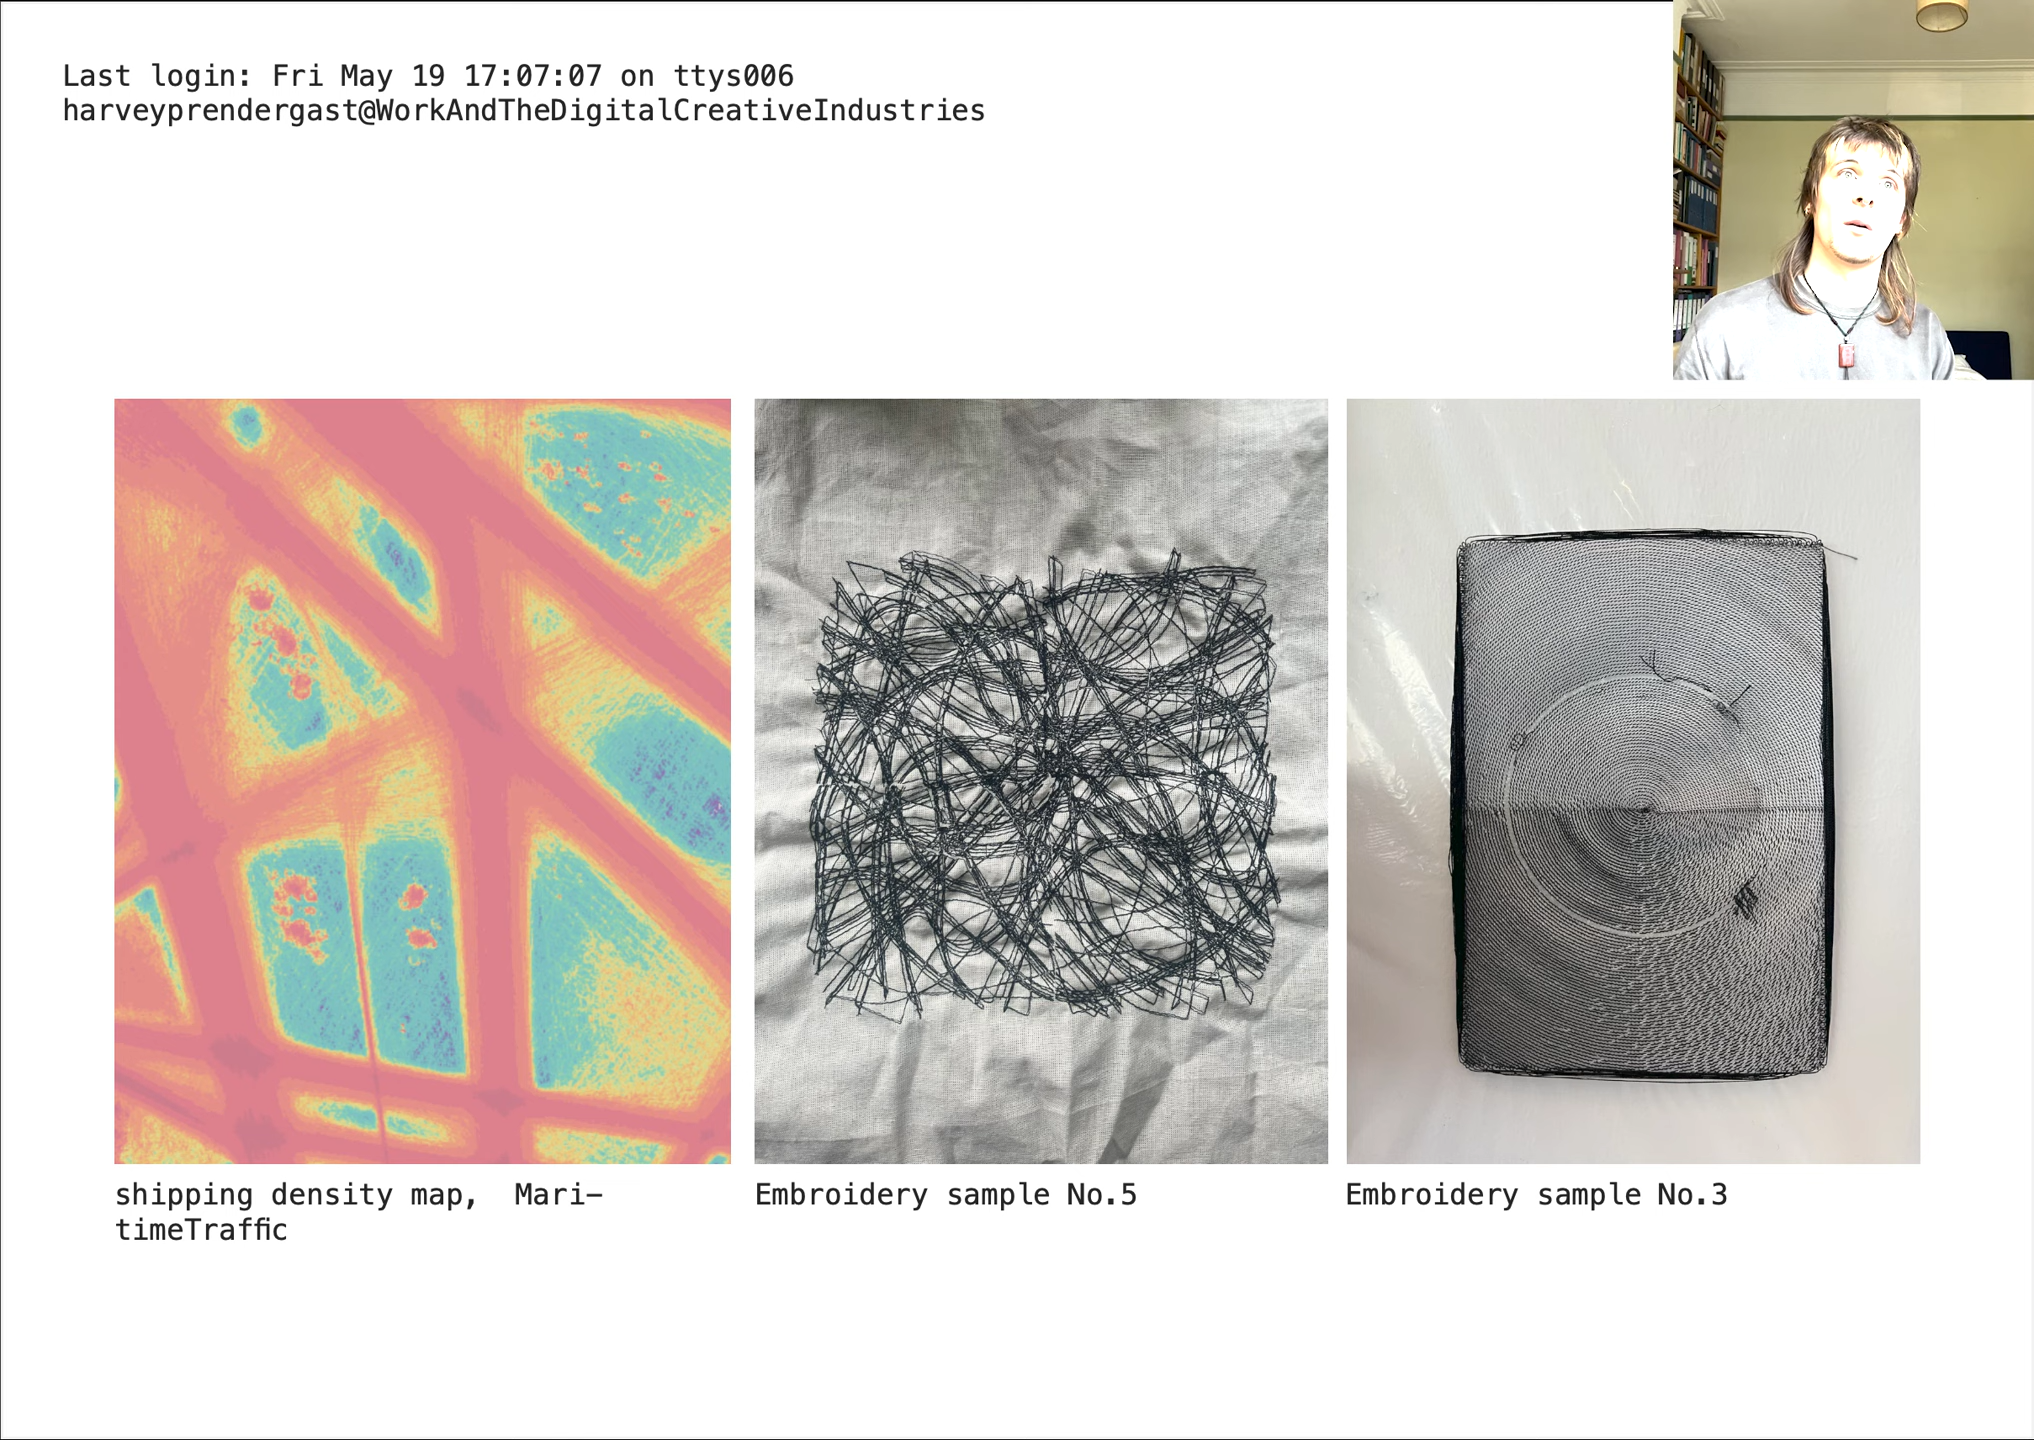 Last login: Fri May 19 17:07:07 on ttys006
harveyprendergast@WorkAndTheDigitalCreativeIndustries
shipping density map,  Mari-
timeTraffic
Embroidery sample No.5
Embroidery sample No.3